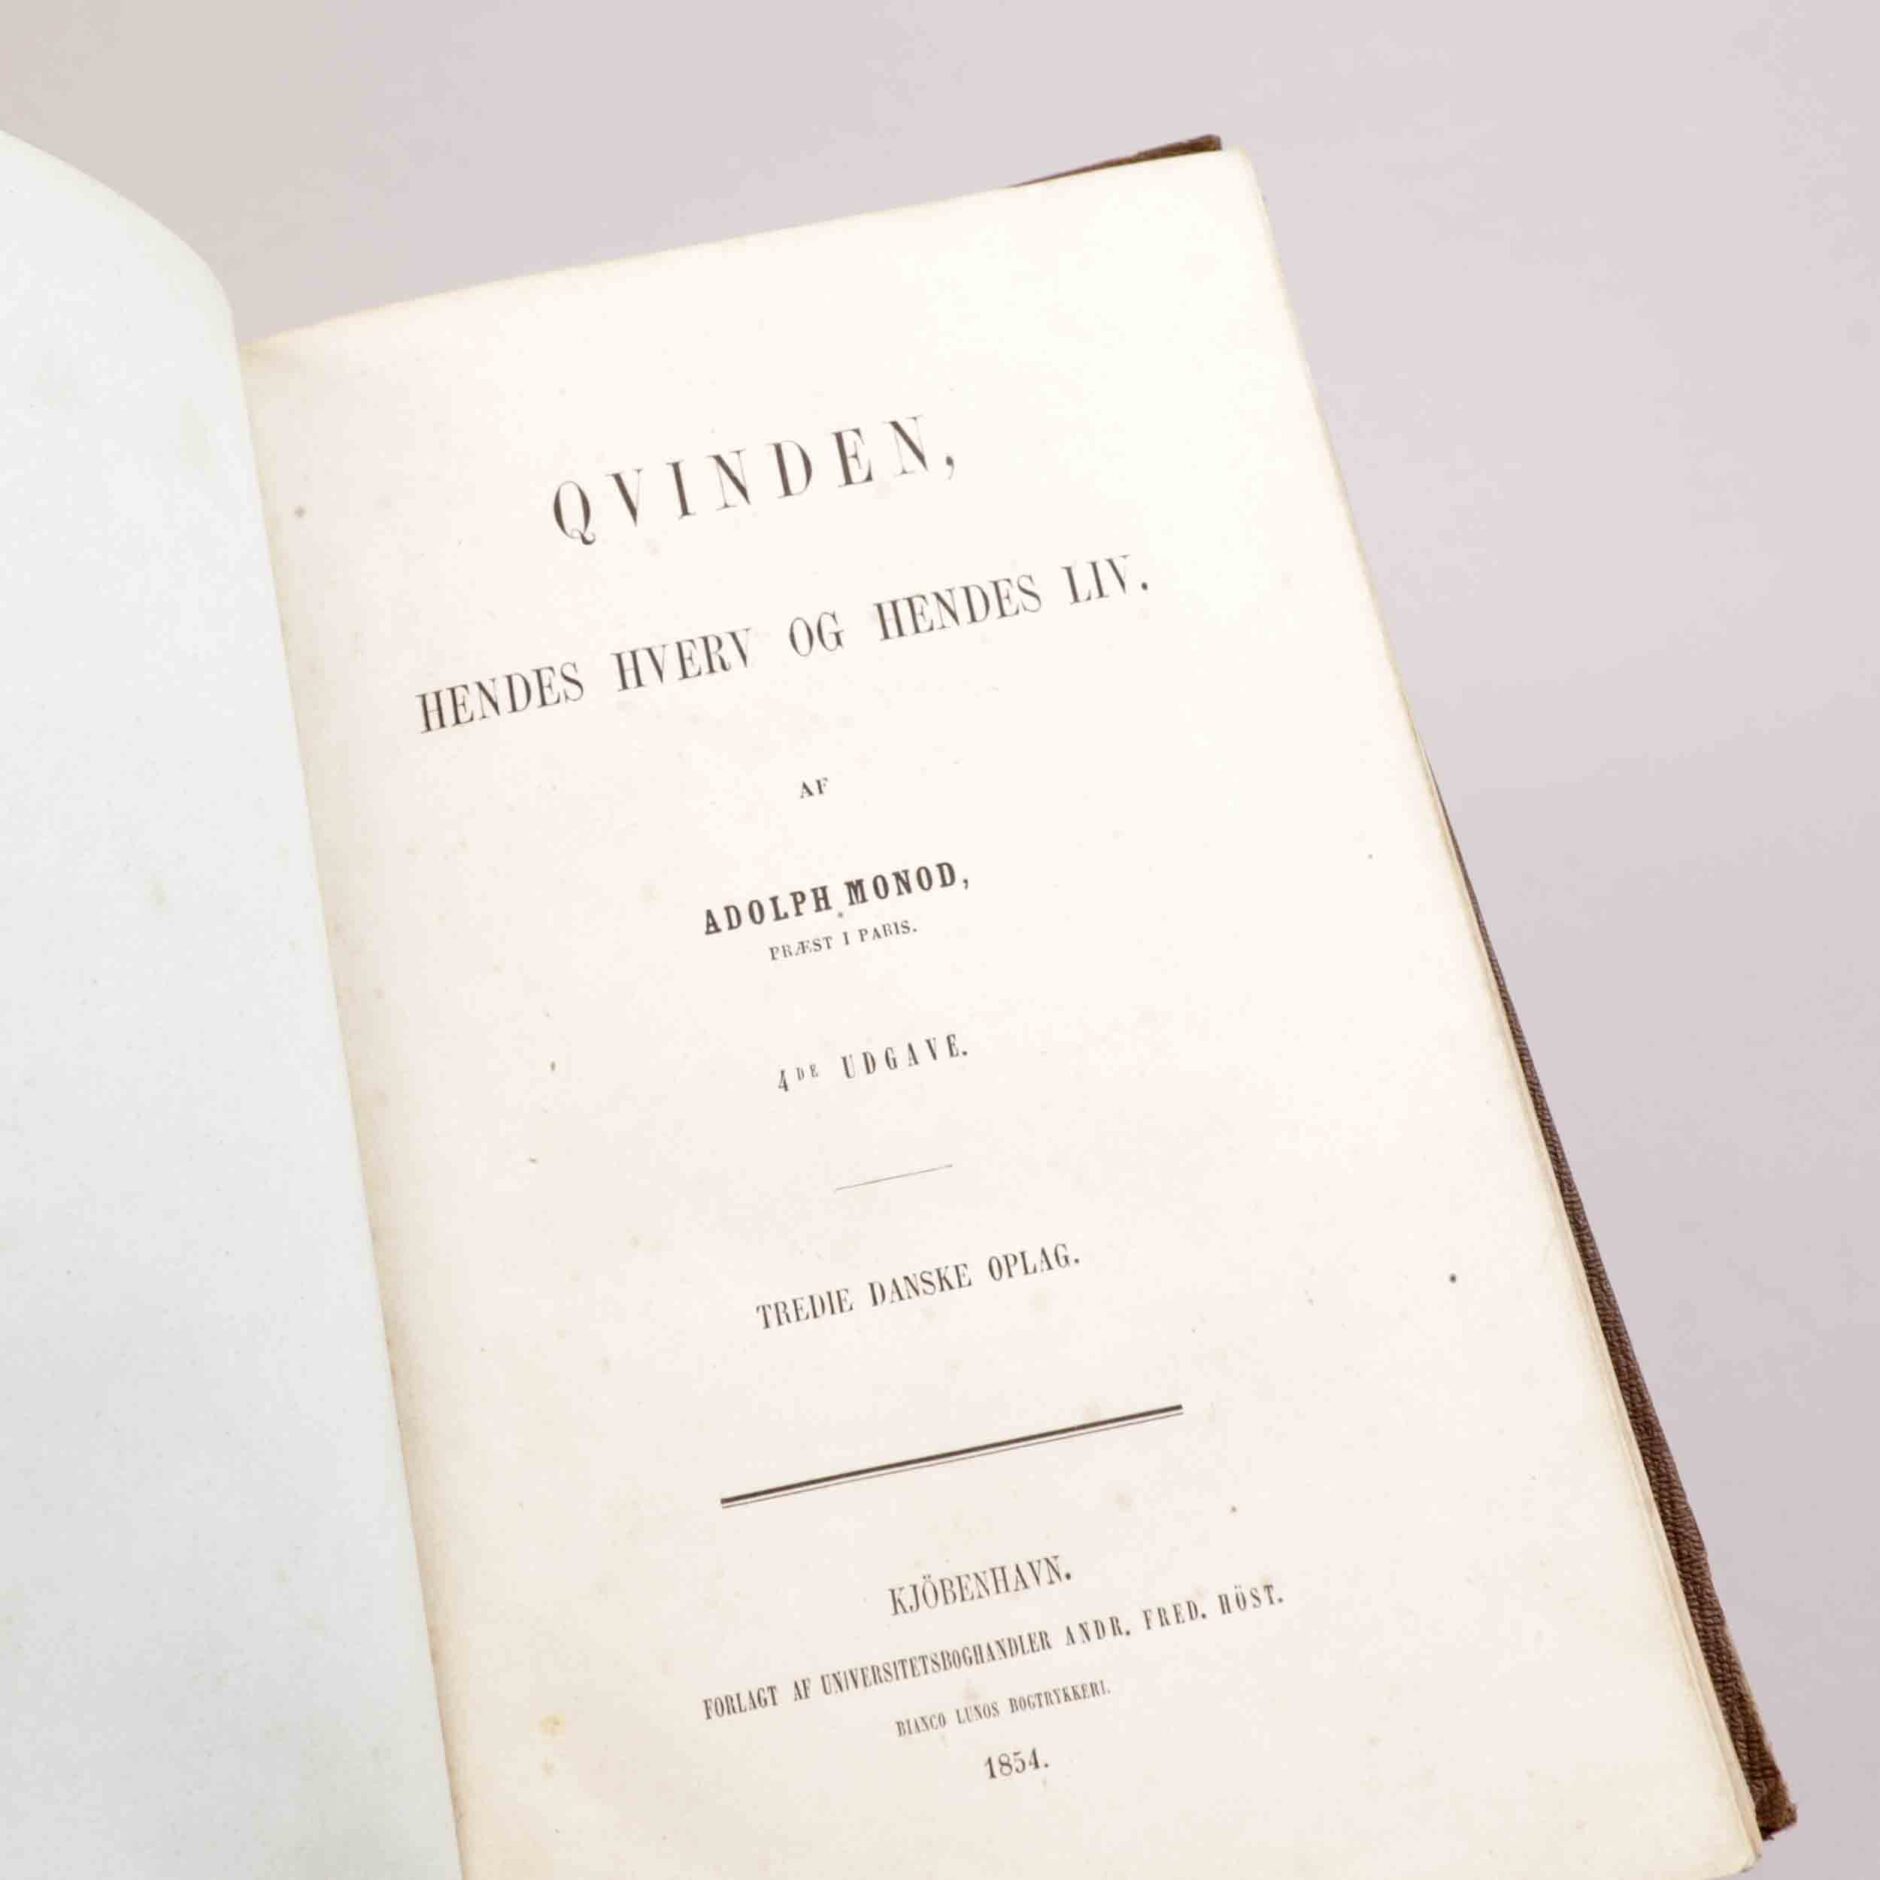 QVINDEN,
HENDES HVERV OG HENDES LIV.
AF
ADOLPH MONOD,
PRÆST I PARIS.
4DE UDGAVE.
TREDIE DANSKE OPLAG.
KJÖBENHAVN.
FORLAGT AF UNIVERSITETSBOGHANDLER ANDR. FRED. HÖST.
BIANCO LUNOS BOGTRYKKERI.
1854.